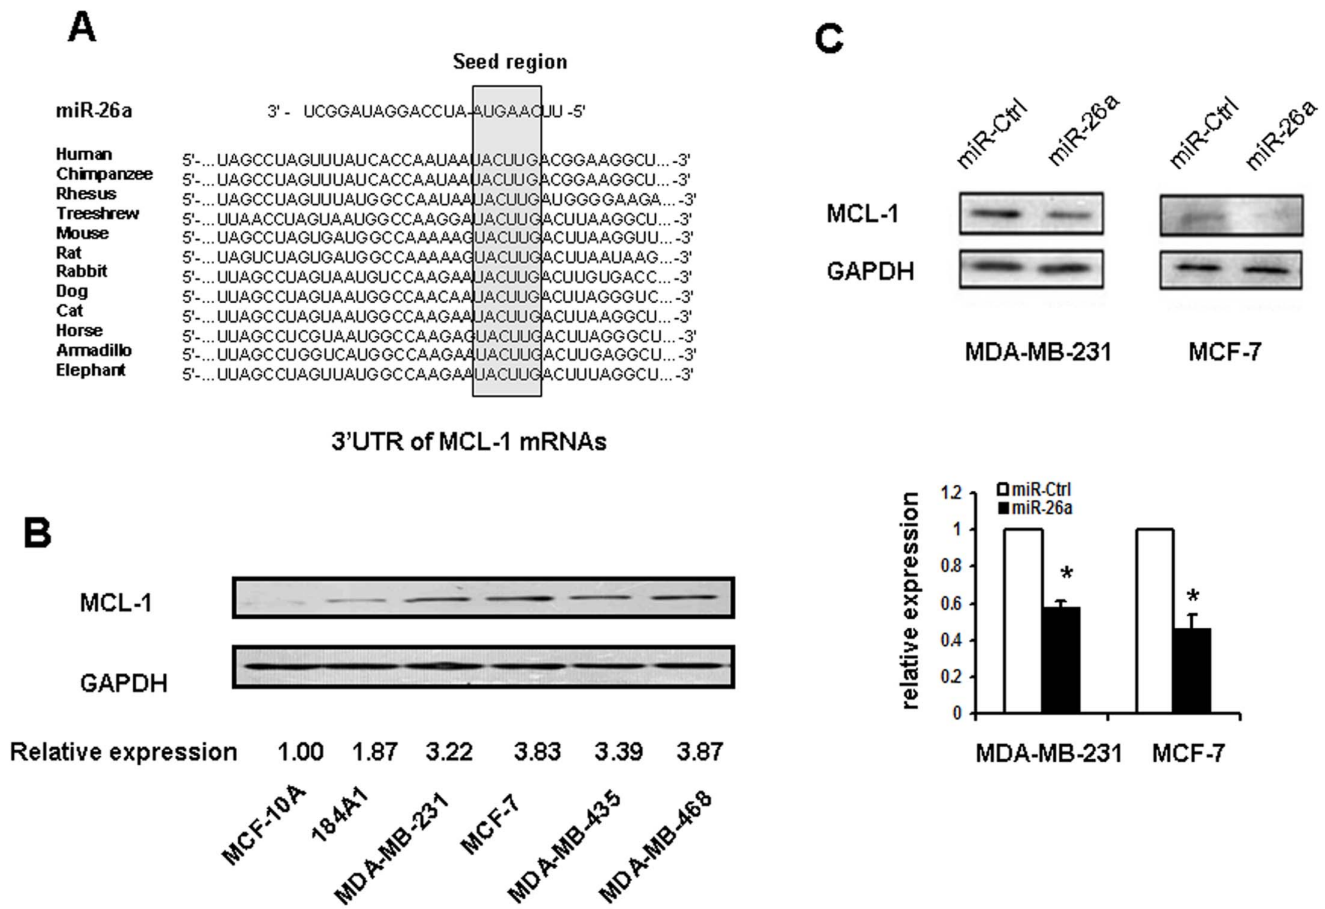 A
Seed region
miR-26a 3' - UCGGAUAGGACCUA-AUGAACUU -5'
Human 5'-...UAGCCUAGUUUAUCACCAAUAAUACUUGACGGAAGGCU... -3'
Chimpanzee 5'-...UAGCCUAGUUUAUCACCAAUAAUACUUGACGGAAGGCU... -3'
Rhesus 5'-...UAGCCUAGUUUAUGGCCAAUAAUACUUGAUGGGGAAGA... -3'
Treeshrew 5'-...UUAACCUAGUAAUGGCCAAGGAUACUUGACUUAAGGCU... -3'
Mouse 5'-...UAGCCUAGUGAUGGCCAAAAAGUACUUGACUUAAGGUU... -3'
Rat 5'-...UAGUCUAGUGAUGGCCAAAAAGUACUUGACUUAAUAAG... -3'
Rabbit 5'-...UUAGCCUAGUAAUGUCCAAGAAUACUUGACUUGUGACC... -3'
Dog 5'-...UUAGCCUAGUAAUGGCCAACAAUACUUGACUUAGGGUC... -3'
Cat 5'-...UUAGCCUAGUAAUGGCCAAGAAUACUUGACUUAAGGCU... -3'
Horse 5'-...UUAGCCUCGUAAUGGCCAAGAGUACUUGACUUAGGGCU... -3'
Armadillo 5'-...UUAGCCUGGUCAUGGCCAAGAAUACUUGACUUGAGGCU... -3'
Elephant 5'-...UUAGCCUAGUUAUGGCCAAGAAUACUUGACUUUAGGCU... -3'
3'UTR of MCL-1 mRNAs
B
MCL-1
GAPDH
Relative expression 1.00 1.87 3.22 3.83 3.39 3.87
MCF-10A 184A1 MDA-MB-231 MCF-7 MDA-MB-435 MDA-MB-468
C
miR-Ctrl miR-26a miR-Ctrl miR-26a
MCL-1
GAPDH
MDA-MB-231 MCF-7
relative expression
1.2
1
0.8
0.6
0.4
0.2
0
miR-Ctrl
miR-26a
* *
MDA-MB-231 MCF-7